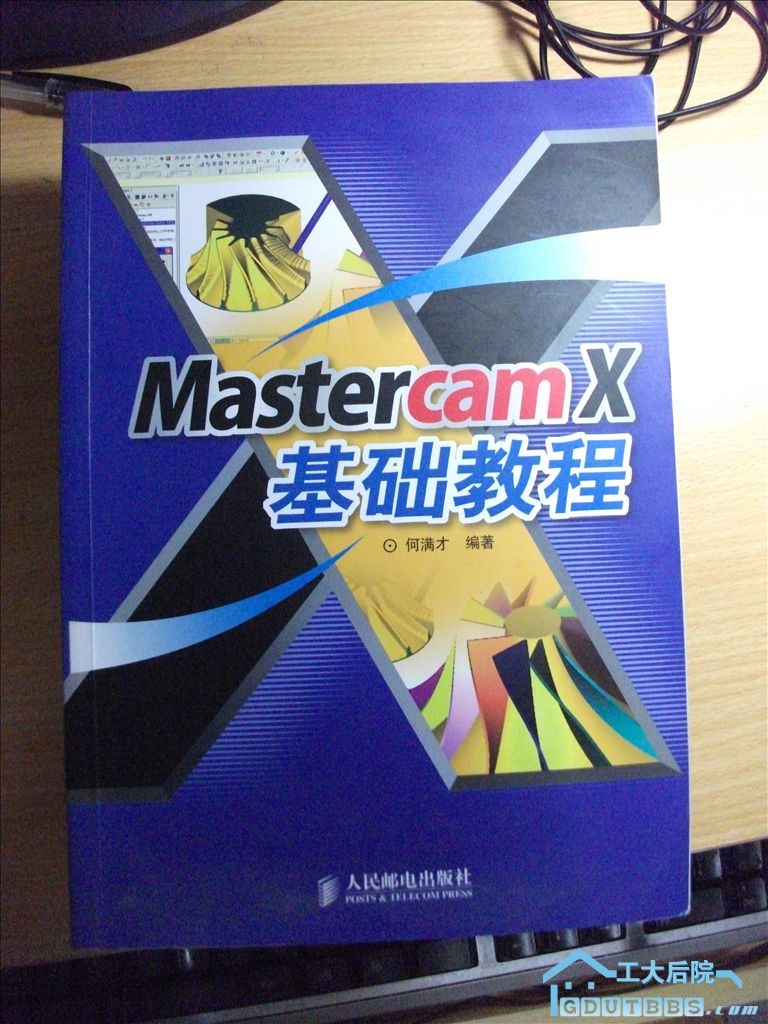 Mastercam X
基础教程
何满才 编著
人民邮电出版社
POSTS & TELECOM PRESS
工大后院
GDUTBBS.com